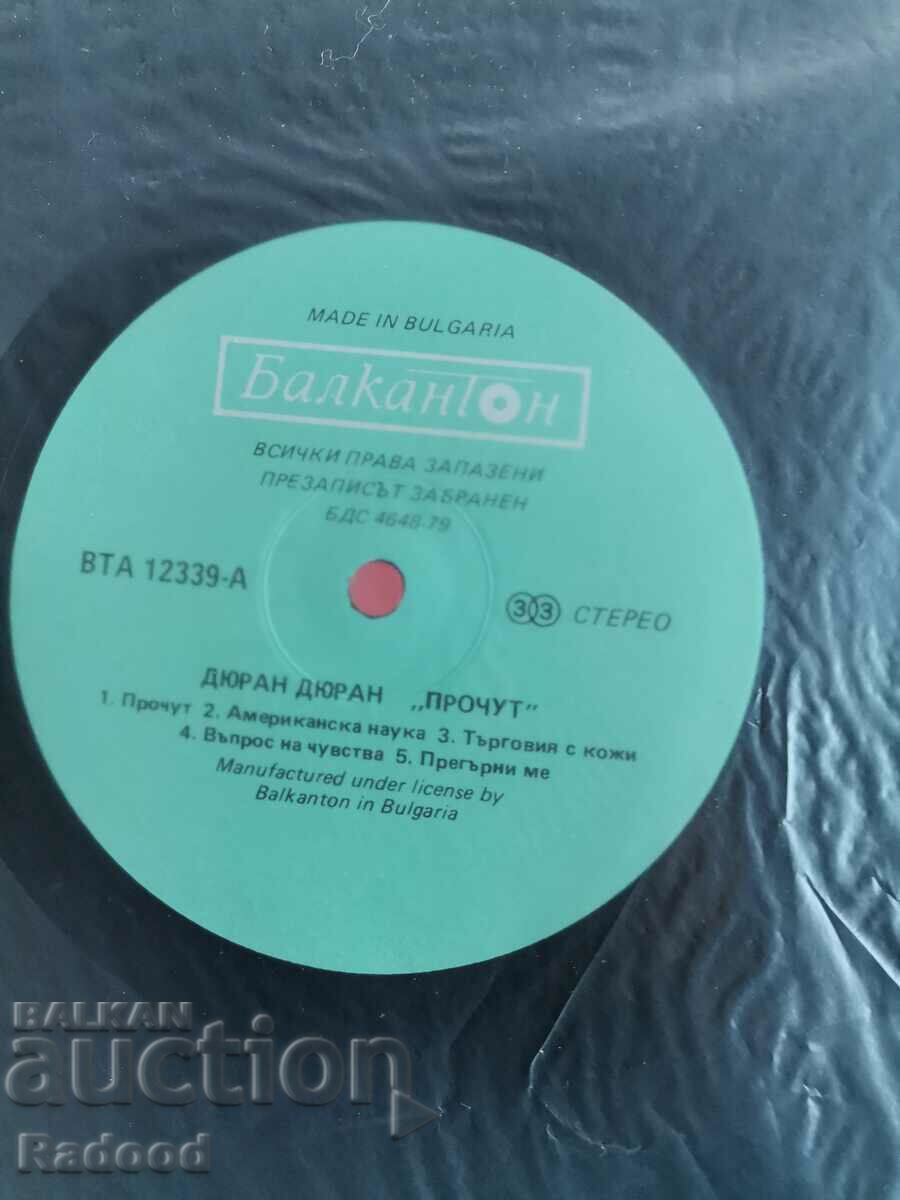 MADE IN BULGARIA
Балкантон
ВСИЧКИ ПРАВА ЗАПАЗЕНИ
ПРЕЗАПИСЪТ ЗАБРАНЕН
БДС 4648-79
ВТА 12339-А
33 СТЕРЕО
ДЮРАН ДЮРАН „ПРОЧУТ"
1. Прочут 2. Американска наука 3. Търговия с кожи
4. Въпрос на чувства 5. Прегърни ме
Manufactured under license by
Balkanton in Bulgaria
BALKAN
auction
Radood